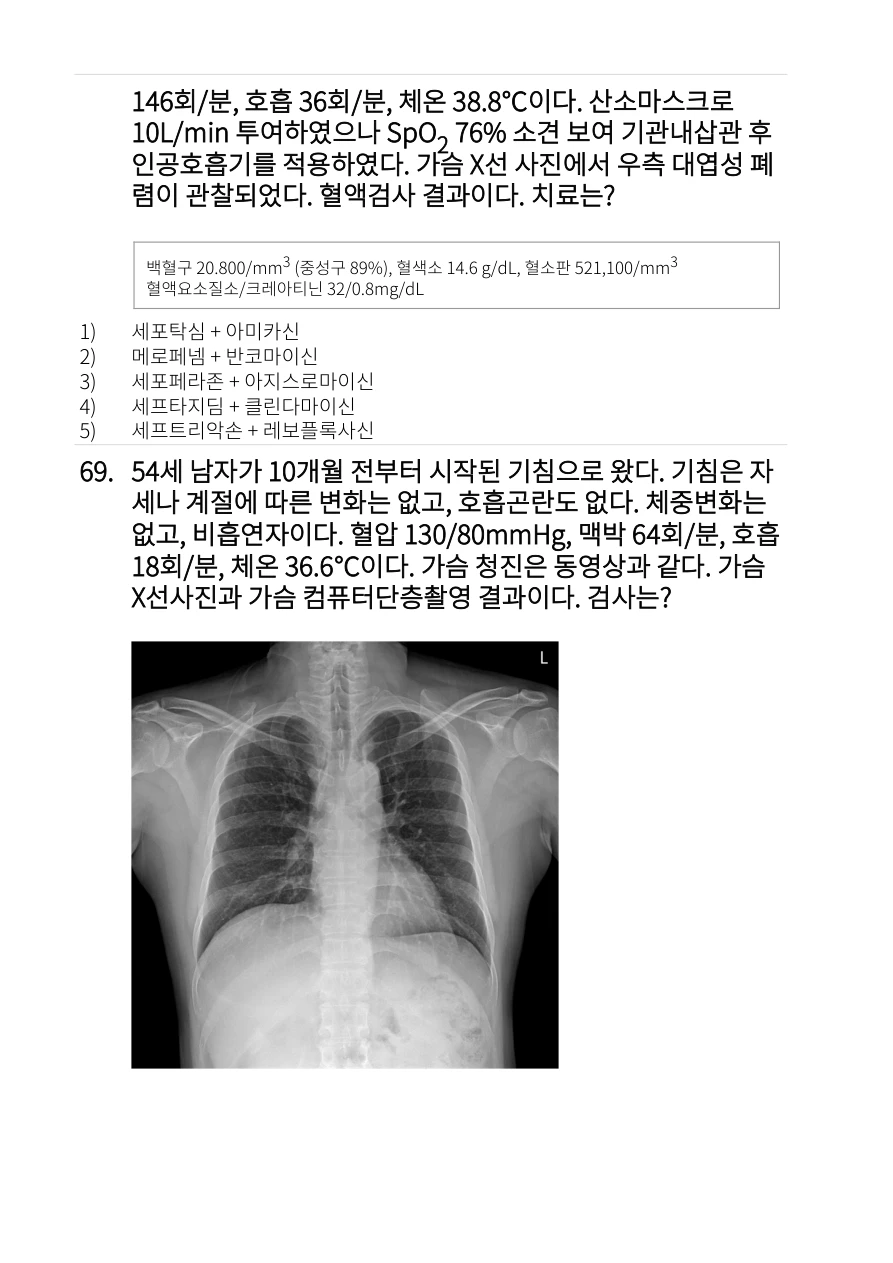 146회/분, 호흡 36회/분, 체온 38.8℃이다. 산소마스크로
10L/min 투여하였으나 SpO2 76% 소견 보여 기관내삽관 후
인공호흡기를 적용하였다. 가슴 X선 사진에서 우측 대엽성 폐
렴이 관찰되었다. 혈액검사 결과이다. 치료는?
백혈구 20.800/mm3 (중성구 89%), 혈색소 14.6 g/dL, 혈소판 521,100/mm3
혈액요소질소/크레아티닌 32/0.8mg/dL
1) 세포탁심 + 아미카신
2) 메로페넴 + 반코마이신
3) 세포페라존 + 아지스로마이신
4) 세프타지딤 + 클린다마이신
5) 세프트리악손 + 레보플록사신
69. 54세 남자가 10개월 전부터 시작된 기침으로 왔다. 기침은 자
세나 계절에 따른 변화는 없고, 호흡곤란도 없다. 체중변화는
없고, 비흡연자이다. 혈압 130/80mmHg, 맥박 64회/분, 호흡
18회/분, 체온 36.6℃이다. 가슴 청진은 동영상과 같다. 가슴
X선사진과 가슴 컴퓨터단층촬영 결과이다. 검사는?
L